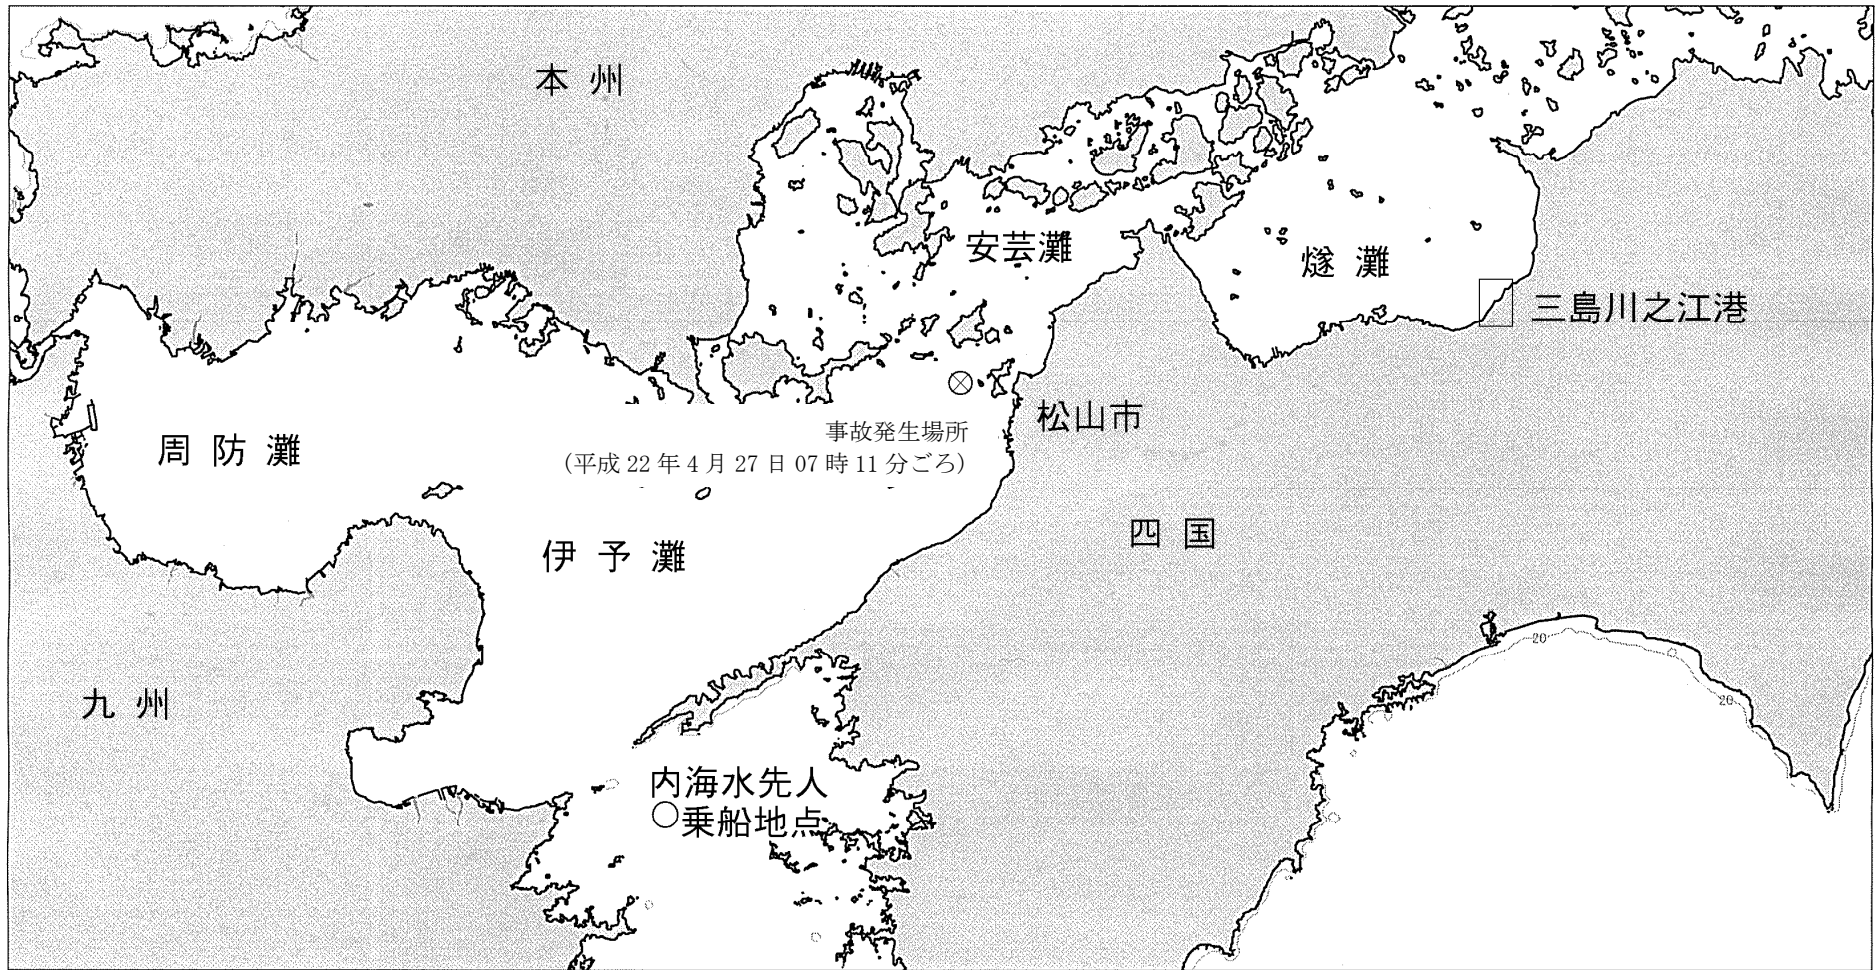 本州
安芸灘
燧灘
三島川之江港
松山市
事故発生場所
(平成 22 年 4 月 27 日 07 時 11 分ごろ)
周防灘
伊予灘
四国
20
20
九州
内海水先人
乗船地点